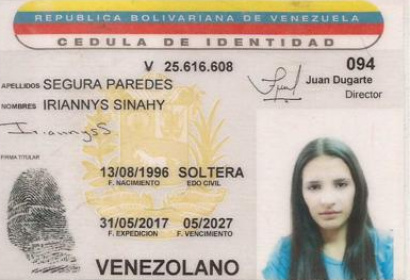 REPUBLICA BOLIVARIANA DE VENEZUELA
CEDULA DE IDENTIDAD
V 25.616.608
094
APELLIDOS SEGURA PAREDES
Juan Dugarte
Director
NOMBRES IRIANNYS SINAHY
IriannysS
FIRMA TITULAR
13/08/1996 SOLTERA
F. NACIMIENTO EDO CIVIL
31/05/2017 05/2027
F. EXPEDICION F. VENCIMIENTO
VENEZOLANO